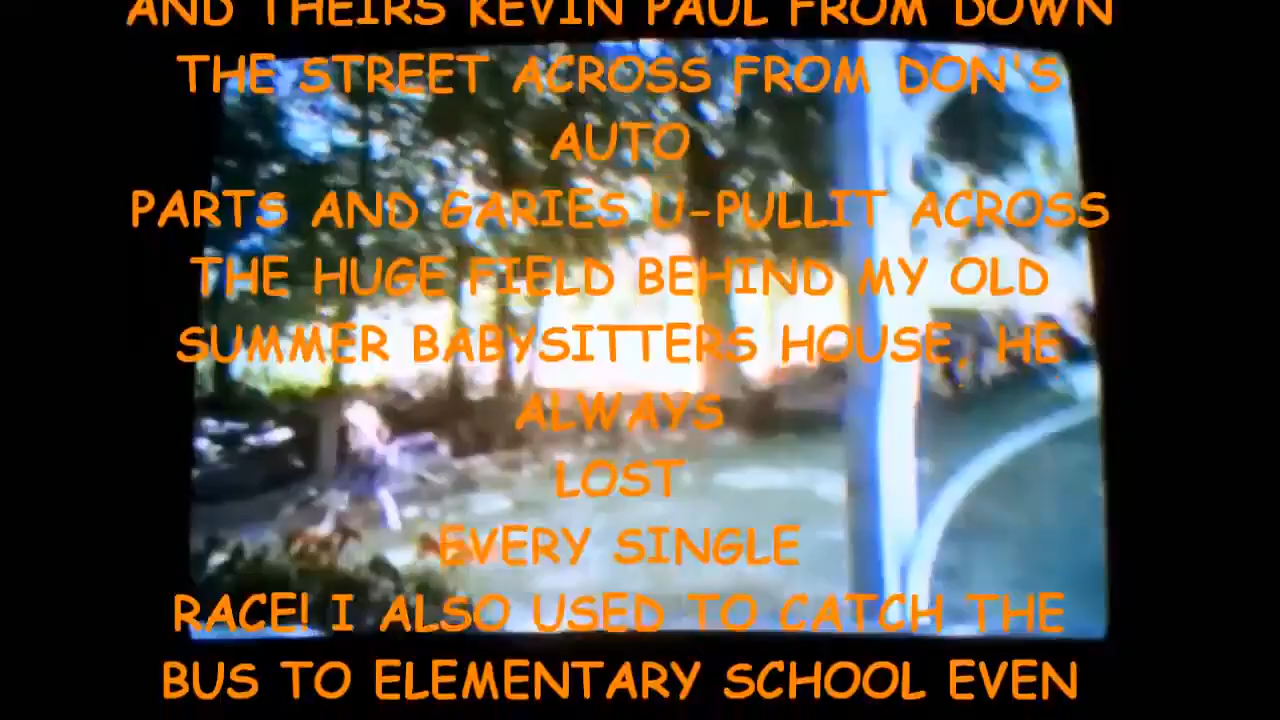 AND THEIRS KEVIN PAUL FROM DOWN
THE STREET ACROSS FROM DON'S
AUTO
PARTS AND GARIES U-PULLIT ACROSS
THE HUGE FIELD BEHIND MY OLD
SUMMER BABYSITTERS HOUSE, HE
ALWAYS
LOST
EVERY SINGLE
RACE! I ALSO USED TO CATCH THE
BUS TO ELEMENTARY SCHOOL EVEN